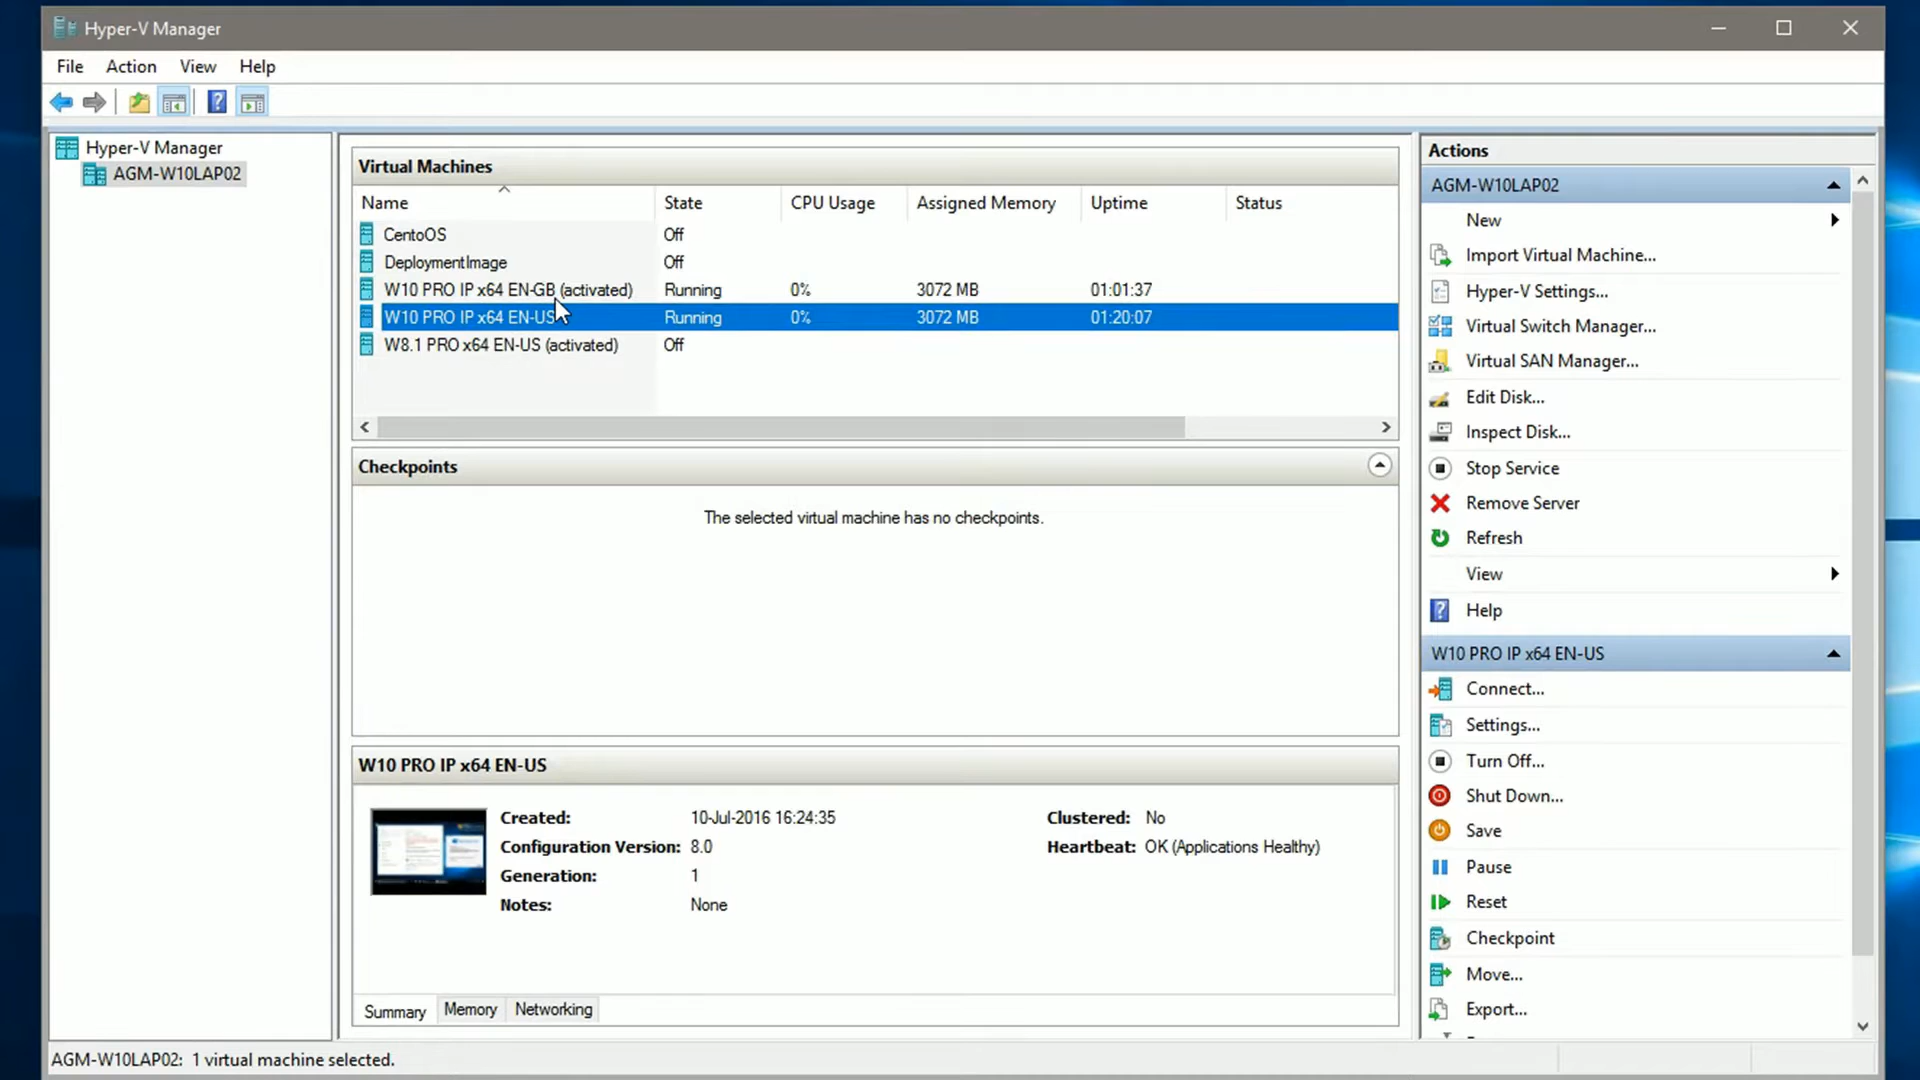 Hyper-V Manager
File Action View Help
Hyper-V Manager
AGM-W10LAP02
Virtual Machines
Name State CPU Usage Assigned Memory Uptime Status
CentoOS Off
DeploymentImage Off
W10 PRO IP x64 EN-GB (activated) Running 0% 3072 MB 01:01:37
W10 PRO IP x64 EN-US Running 0% 3072 MB 01:20:07
W8.1 PRO x64 EN-US (activated) Off
Checkpoints
The selected virtual machine has no checkpoints.
W10 PRO IP x64 EN-US
Created: 10-Jul-2016 16:24:35 Clustered: No
Configuration Version: 8.0 Heartbeat: OK (Applications Healthy)
Generation: 1
Notes: None
Summary Memory Networking
Actions
AGM-W10LAP02
New
Import Virtual Machine...
Hyper-V Settings...
Virtual Switch Manager...
Virtual SAN Manager...
Edit Disk...
Inspect Disk...
Stop Service
Remove Server
Refresh
View
Help
W10 PRO IP x64 EN-US
Connect...
Settings...
Turn Off...
Shut Down...
Save
Pause
Reset
Checkpoint
Move...
Export...
AGM-W10LAP02: 1 virtual machine selected.